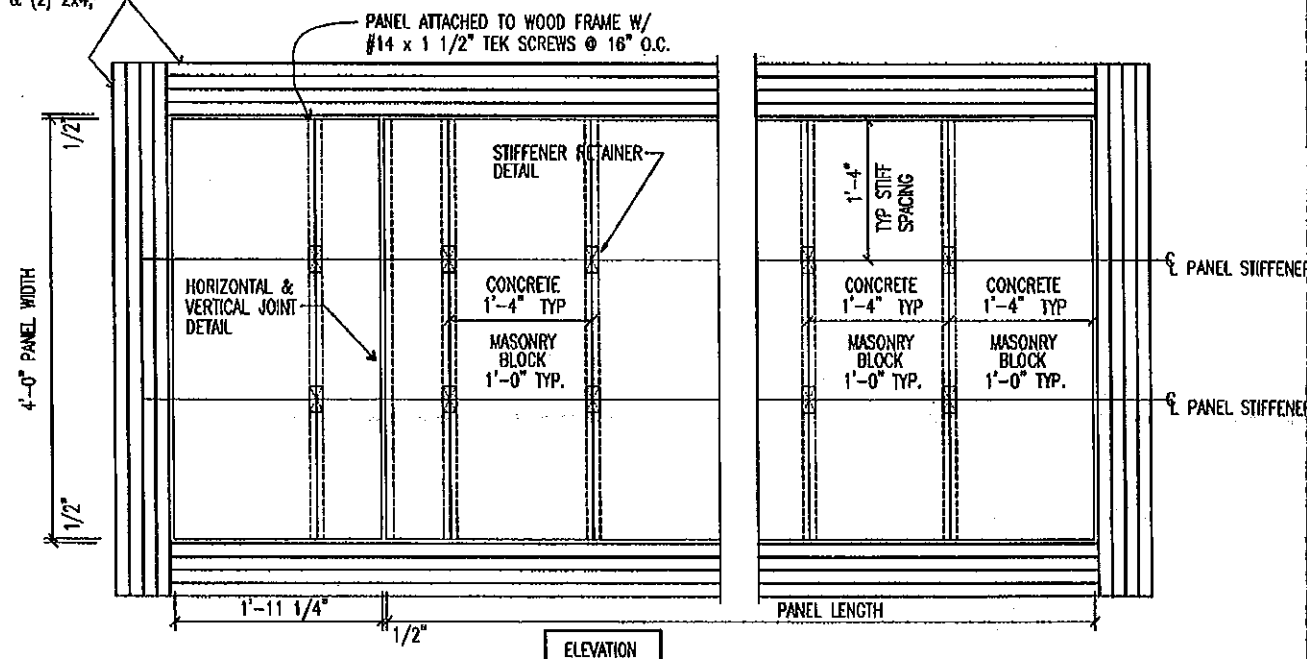 & (2) 2x4,
PANEL ATTACHED TO WOOD FRAME W/
#14 x 1 1/2" TEK SCREWS @ 16" O.C.
1/2"
STIFFENER RETAINER
DETAIL
1'-4"
TYP STIFF
SPACING
4'-0" PANEL WIDTH
HORIZONTAL &
VERTICAL JOINT
DETAIL
CONCRETE
1'-4" TYP
MASONRY
BLOCK
1'-0" TYP.
CONCRETE
1'-4" TYP
MASONRY
BLOCK
1'-0" TYP.
CONCRETE
1'-4" TYP
MASONRY
BLOCK
1'-0" TYP.
℄ PANEL STIFFENER
℄ PANEL STIFFENER
1/2"
1'-11 1/4"
1/2"
PANEL LENGTH
ELEVATION